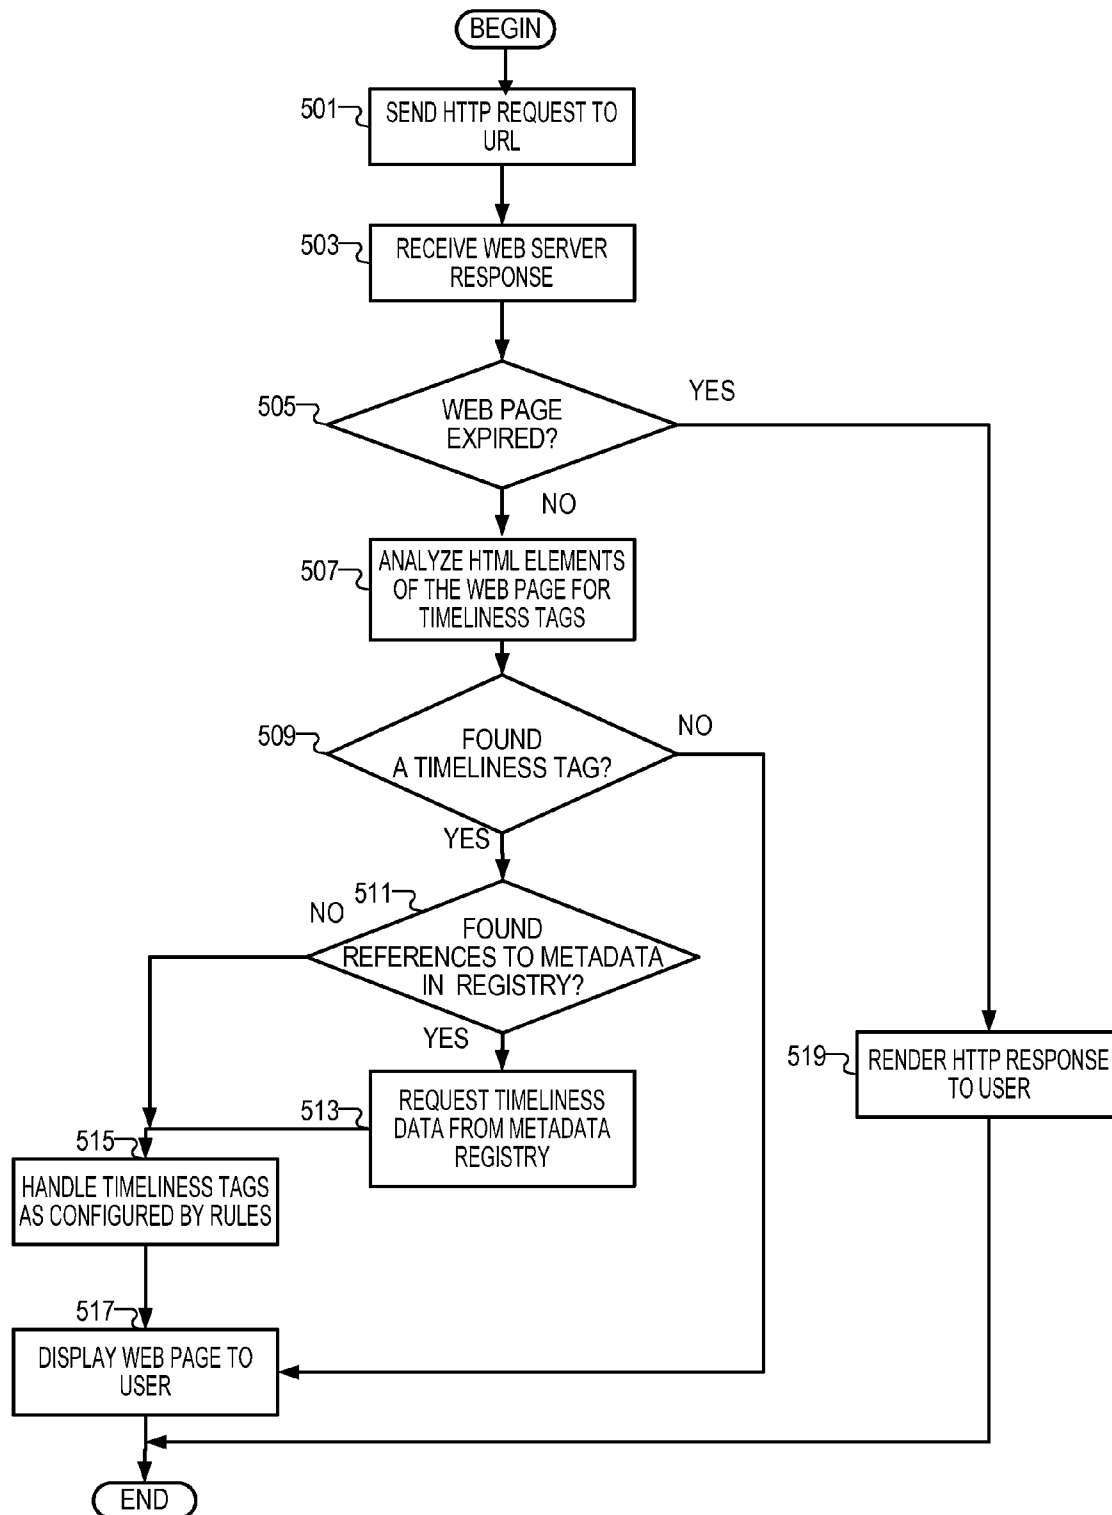 BEGIN
501
SEND HTTP REQUEST TO
URL
503
RECEIVE WEB SERVER
RESPONSE
505
WEB PAGE
EXPIRED?
YES
NO
507
ANALYZE HTML ELEMENTS
OF THE WEB PAGE FOR
TIMELINESS TAGS
509
FOUND
A TIMELINESS TAG?
NO
YES
511
NO
FOUND
REFERENCES TO METADATA
IN REGISTRY?
YES
513
REQUEST TIMELINESS
DATA FROM METADATA
REGISTRY
519
RENDER HTTP RESPONSE
TO USER
515
HANDLE TIMELINESS TAGS
AS CONFIGURED BY RULES
517
DISPLAY WEB PAGE TO
USER
END